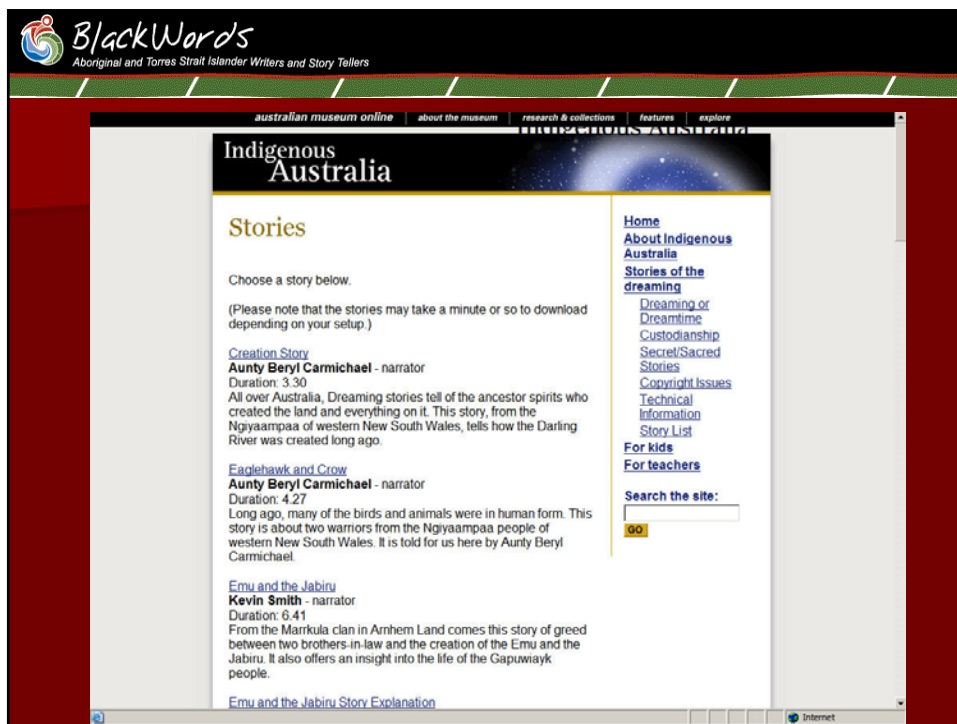 BlackWords
Aboriginal and Torres Strait Islander Writers and Story Tellers
australian museum online about the museum research & collections features explore
Indigenous Australia
Indigenous
Australia
Stories
Choose a story below.
(Please note that the stories may take a minute or so to download
depending on your setup.)
Creation Story
Aunty Beryl Carmichael - narrator
Duration: 3.30
All over Australia, Dreaming stories tell of the ancestor spirits who
created the land and everything on it. This story, from the
Ngiyaampaa of western New South Wales, tells how the Darling
River was created long ago.
Eaglehawk and Crow
Aunty Beryl Carmichael - narrator
Duration: 4.27
Long ago, many of the birds and animals were in human form. This
story is about two warriors from the Ngiyaampaa people of
western New South Wales. It is told for us here by Aunty Beryl
Carmichael.
Emu and the Jabiru
Kevin Smith - narrator
Duration: 6.41
From the Marrkula clan in Arnhem Land comes this story of greed
between two brothers-in-law and the creation of the Emu and the
Jabiru. It also offers an insight into the life of the Gapuwiayk
people.
Emu and the Jabiru Story Explanation
Home
About Indigenous
Australia
Stories of the
dreaming
Dreaming or
Dreamtime
Custodianship
Secret/Sacred
Stories
Copyright Issues
Technical
Information
Story List
For kids
For teachers
Search the site:
GO
Internet